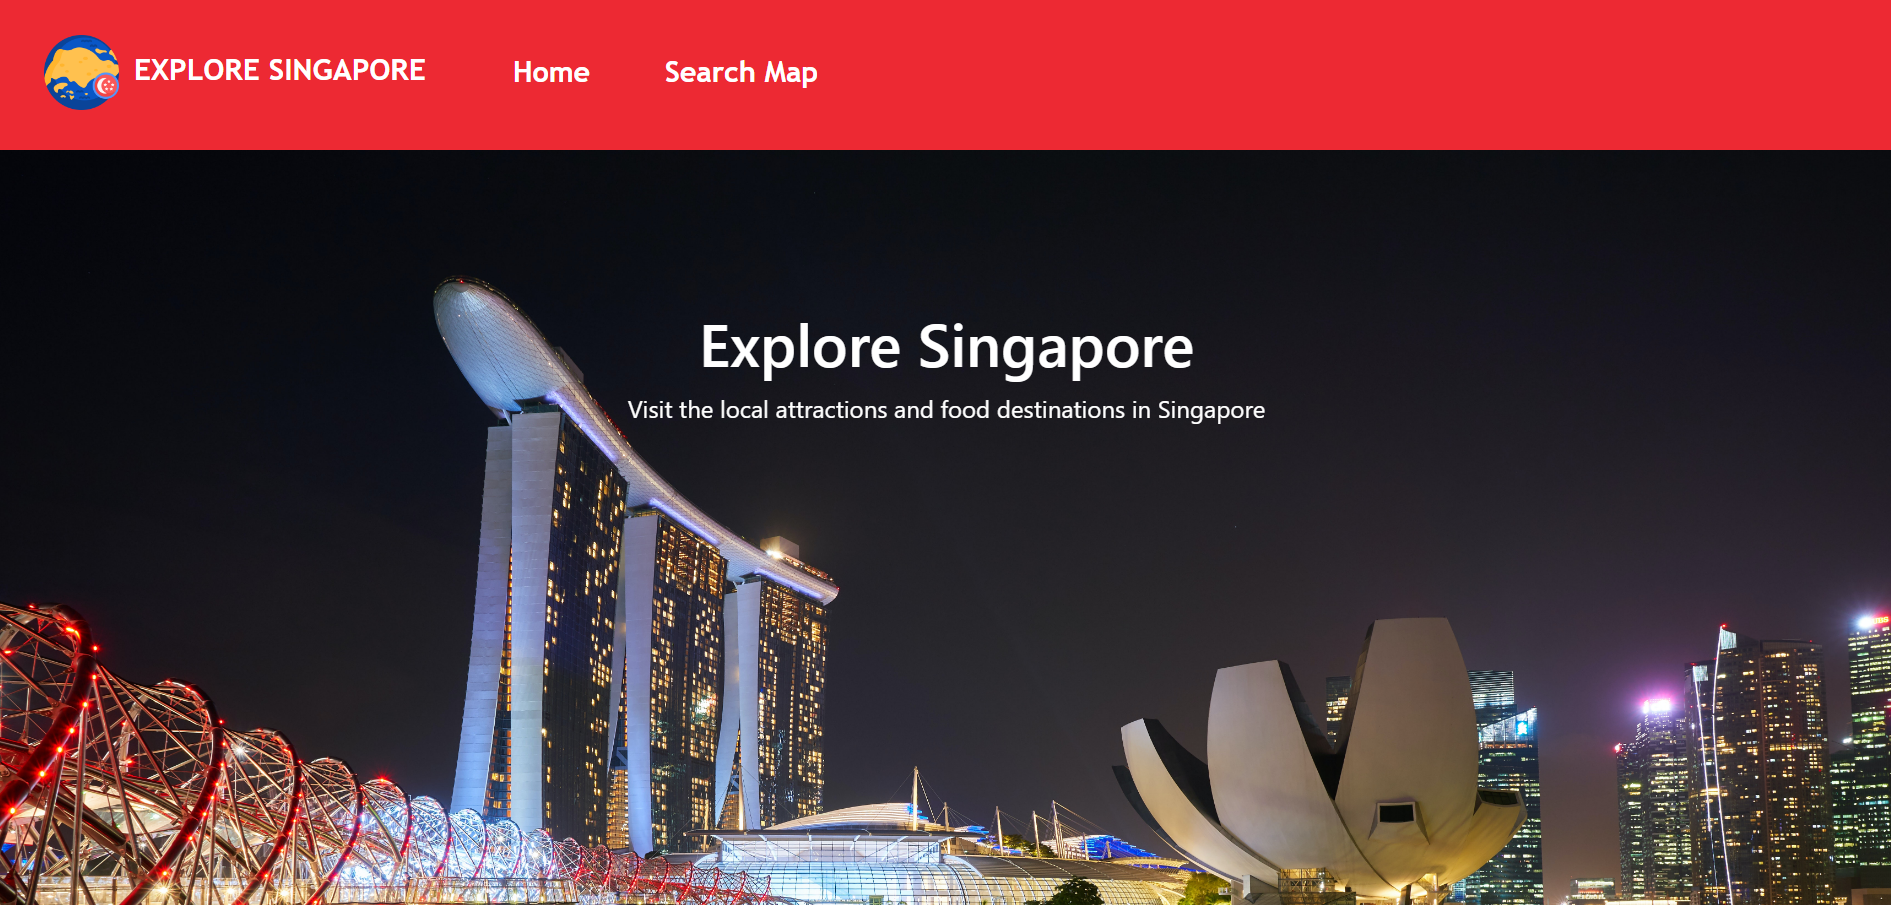 EXPLORE SINGAPORE
Home
Search Map
Explore Singapore
Visit the local attractions and food destinations in Singapore